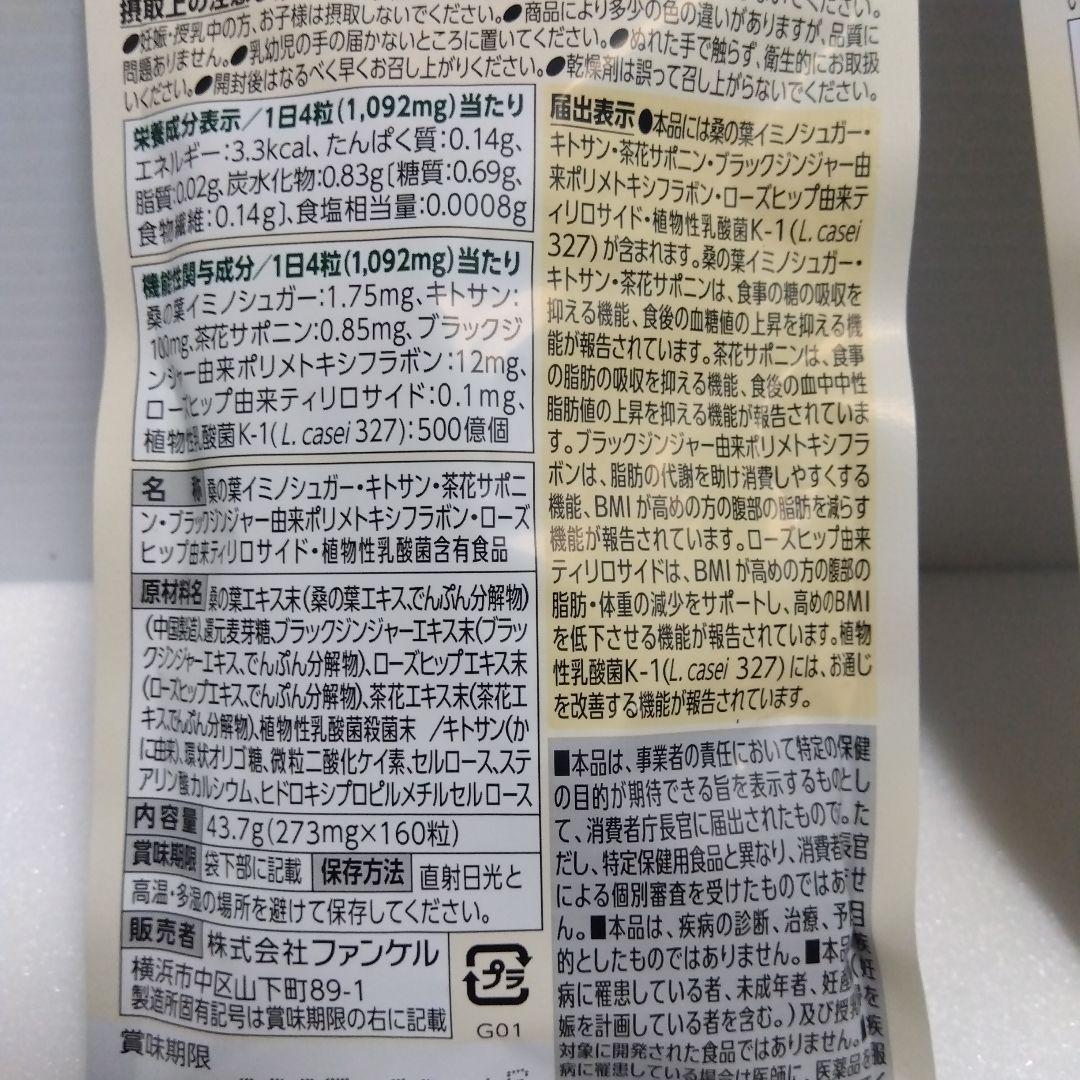 摂取上の注意
いでください。
●妊娠・授乳中の方、お子様は摂取しないでください。●商品により多少の色の違いがありますが、品質に
問題ありません。●乳幼児の手の届かないところに置いてください。●ぬれた手で触らず、衛生的にお取扱
いください。●開封後はなるべく早くお召し上がりください。●乾燥剤は誤って召し上がらないでください。
栄養成分表示/1日4粒(1,092mg)当たり
エネルギー:3.3kcal、たんぱく質:0.14g、
脂質:0.02g、炭水化物:0.83g〔糖質:0.69g、
食物繊維:0.14g〕、食塩相当量:0.0008g
機能性関与成分/1日4粒(1,092mg)当たり
桑の葉イミノシュガー:1.75mg、キトサン:
100mg、茶花サポニン:0.85mg、ブラックジ
ンジャー由来ポリメトキシフラボン:12mg、
ローズヒップ由来ティリロサイド:0.1mg、
植物性乳酸菌K-1(L. casei 327):500億個
名 称 桑の葉イミノシュガー・キトサン・茶花サポニ
ン・ブラックジンジャー由来ポリメトキシフラボン・ローズ
ヒップ由来ティリロサイド・植物性乳酸菌含有食品
原材料名 桑の葉エキス末(桑の葉エキス、でんぷん分解物)
(中国製造)、還元麦芽糖、ブラックジンジャーエキス末(ブラッ
クジンジャーエキス、でんぷん分解物)、ローズヒップエキス末
(ローズヒップエキス、でんぷん分解物)、茶花エキス末(茶花エ
キス、でんぷん分解物)、植物性乳酸菌殺菌末 /キトサン(か
に由来)、環状オリゴ糖、微粒二酸化ケイ素、セルロース、ステ
アリン酸カルシウム、ヒドロキシプロピルメチルセルロース
内容量 43.7g(273mg×160粒)
賞味期限 袋下部に記載 保存方法 直射日光と
高温・多湿の場所を避けて保存してください。
販売者 株式会社ファンケル
横浜市中区山下町89-1
製造所固有記号は賞味期限の右に記載
プラ
G01
賞味期限
届出表示 ●本品には桑の葉イミノシュガー・
キトサン・茶花サポニン・ブラックジンジャー由
来ポリメトキシフラボン・ローズヒップ由来テ
ィリロサイド・植物性乳酸菌K-1(L. casei
327)が含まれます。桑の葉イミノシュガー・
キトサン・茶花サポニンは、食事の糖の吸収を
抑える機能、食後の血糖値の上昇を抑える機
能が報告されています。茶花サポニンは、食事
の脂肪の吸収を抑える機能、食後の血中中性
脂肪値の上昇を抑える機能が報告されていま
す。ブラックジンジャー由来ポリメトキシフラ
ボンは、脂肪の代謝を助け消費しやすくする
機能、BMIが高めの方の腹部の脂肪を減らす
機能が報告されています。ローズヒップ由来
ティリロサイドは、BMIが高めの方の腹部の
脂肪・体重の減少をサポートし、高めのBMI
を低下させる機能が報告されています。植物
性乳酸菌K-1(L. casei 327)には、お通じ
を改善する機能が報告されています。
■本品は、事業者の責任において特定の保健
の目的が期待できる旨を表示するものとし
て、消費者庁長官に届出されたものです。た
だし、特定保健用食品と異なり、消費者庁長官
による個別審査を受けたものではありませ
ん。■本品は、疾病の診断、治療、予
的としたものではありません。■本品
病に罹患している者、未成年者、妊産
娠を計画している者を含む。)及び授
対象に開発された食品ではありません。
病に罹患している場合は医師に、医薬品